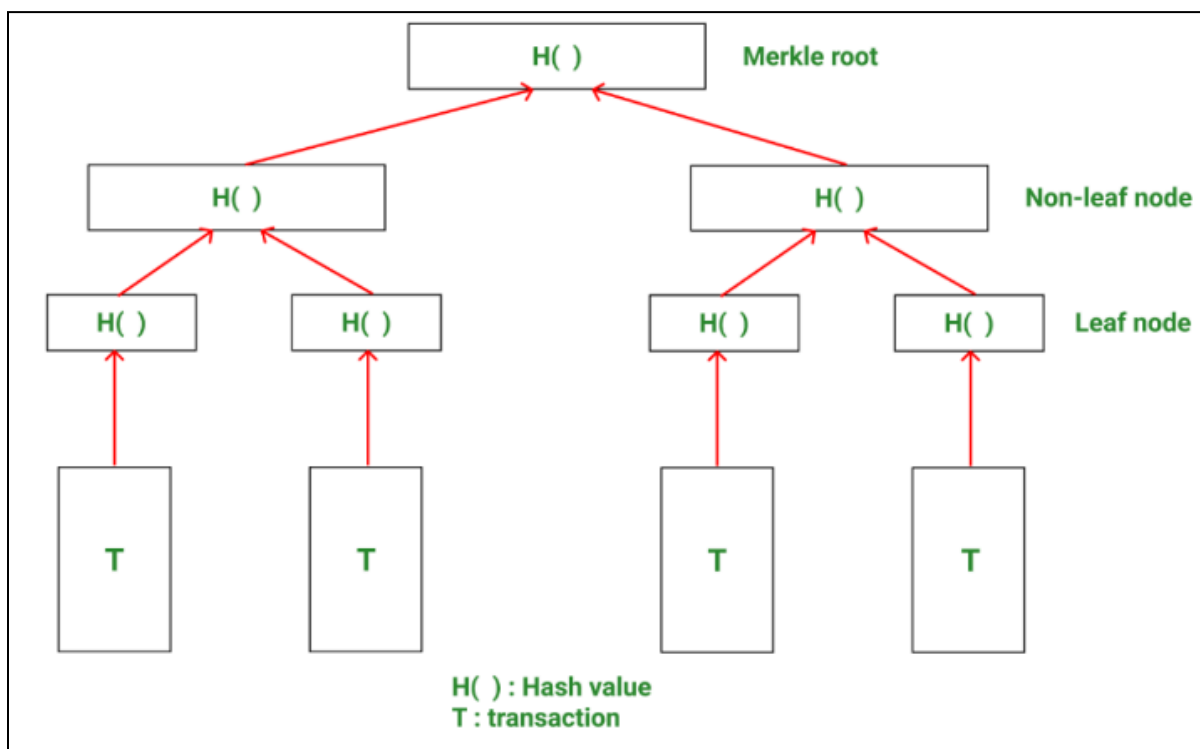 H( ) Merkle root
H( ) H( ) Non-leaf node
H( ) H( ) H( ) H( ) Leaf node
T T T T
H( ) : Hash value
T : transaction